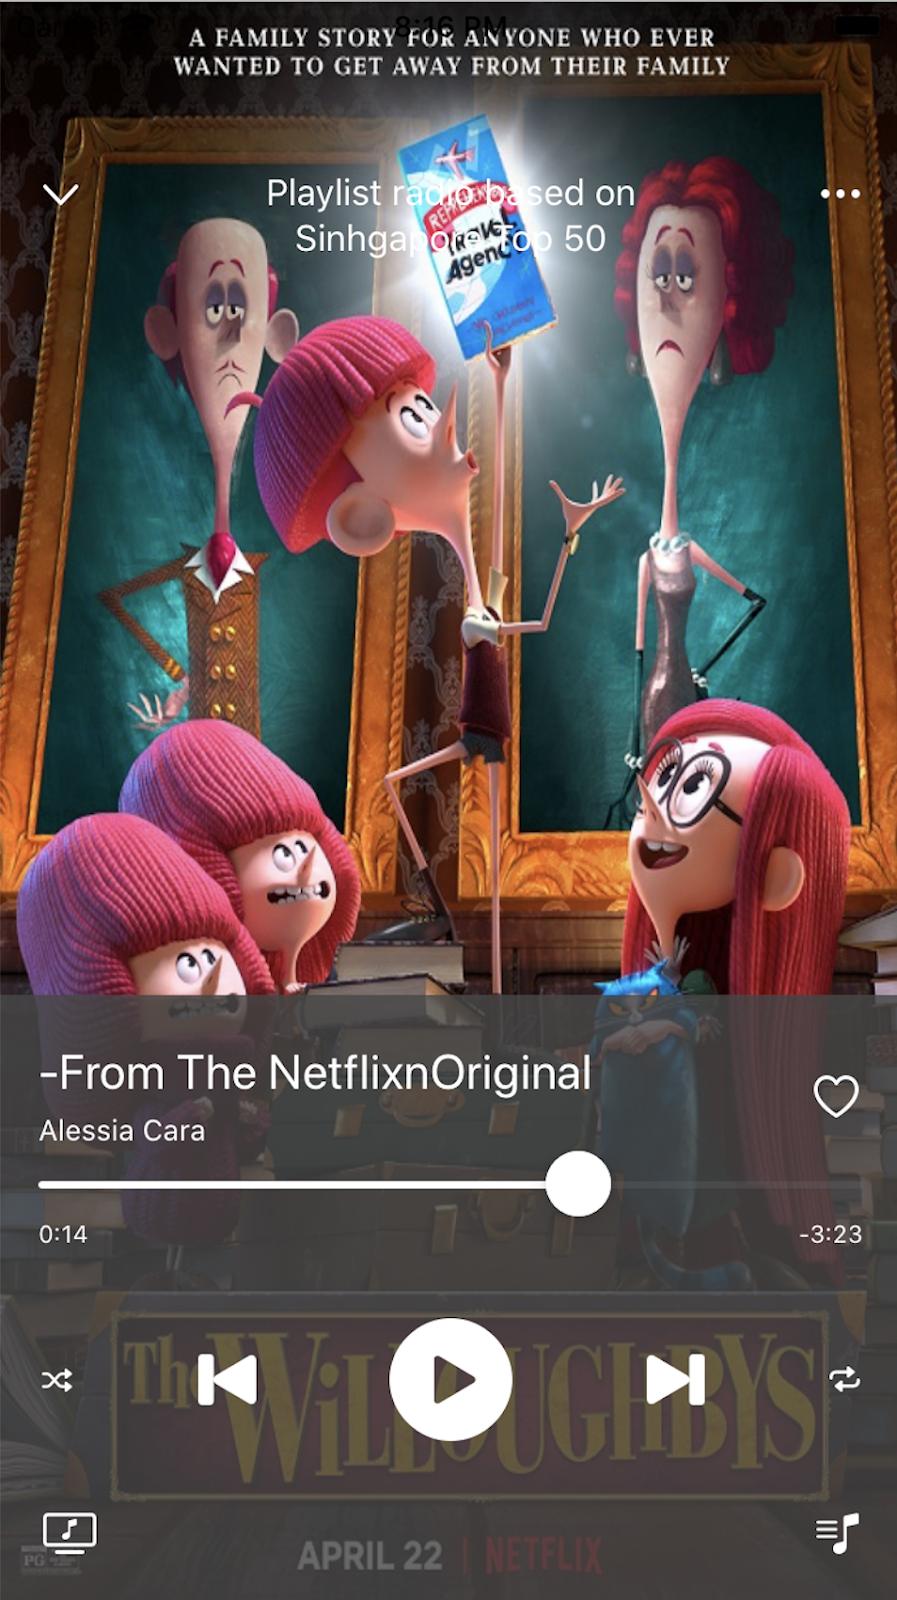 8:16 PM
A FAMILY STORY FOR ANYONE WHO EVER
WANTED TO GET AWAY FROM THEIR FAMILY
Playlist radio based on
Sinhgapore Top 50
Travel
Agency
-From The NetflixnOriginal
Alessia Cara
0:14
-3:23
The WiLLOUGHBYS
PG
APRIL 22 | NETFLIX